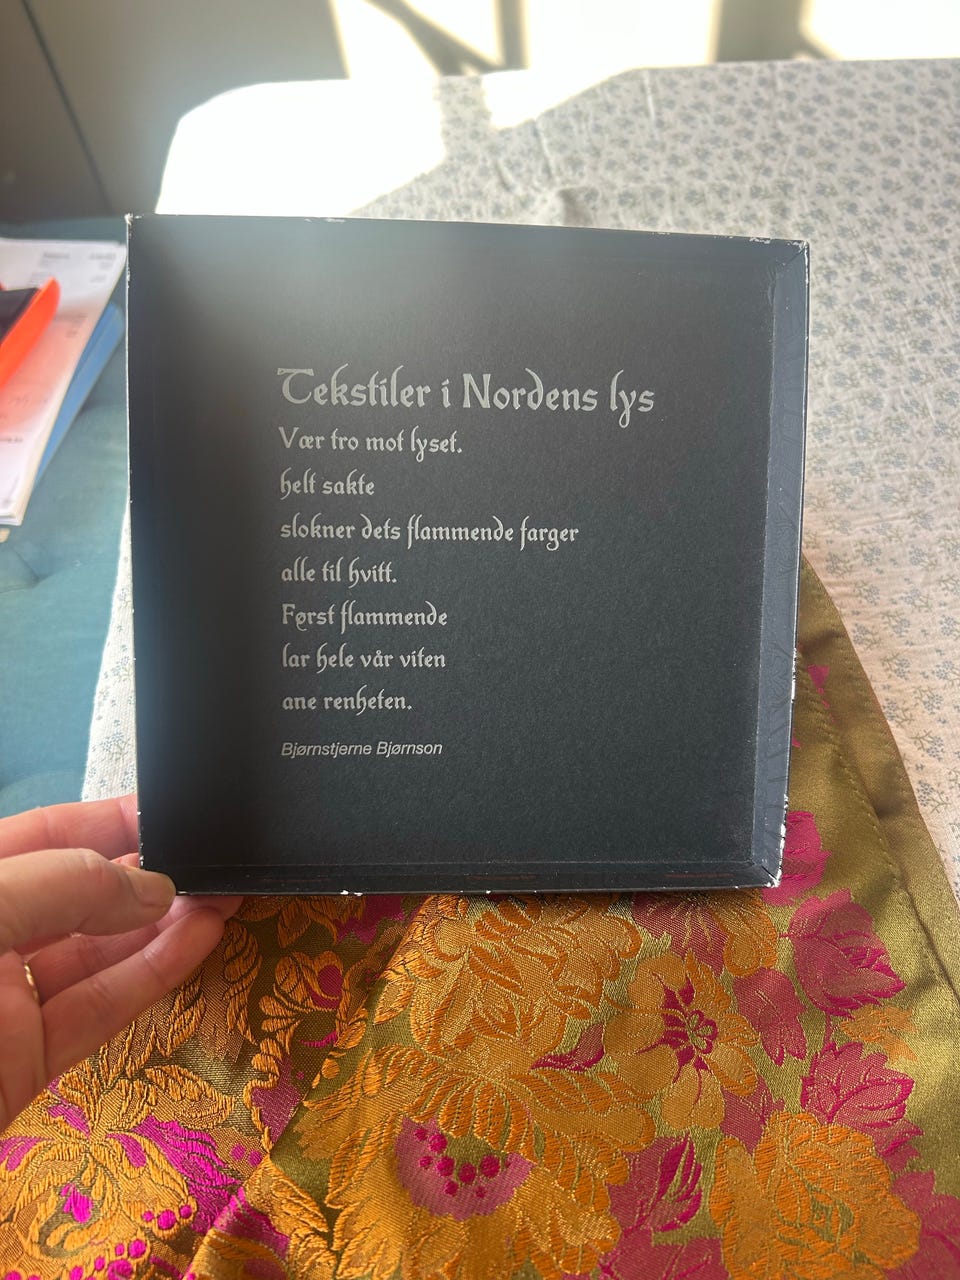 Tekstiler i Nordens lys
Vær tro mot lyset.
helt sakte
slokner dets flammende farger
alle til hvitt.
Først flammende
lar hele vår viten
ane renheten.
Bjørnstjerne Bjørnson